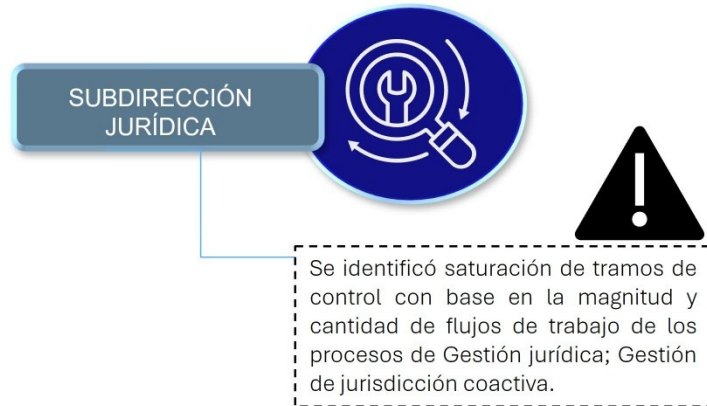 SUBDIRECCIÓN
JURÍDICA
Se identificó saturación de tramos de
control con base en la magnitud y
cantidad de flujos de trabajo de los
procesos de Gestión jurídica; Gestión
de jurisdicción coactiva.